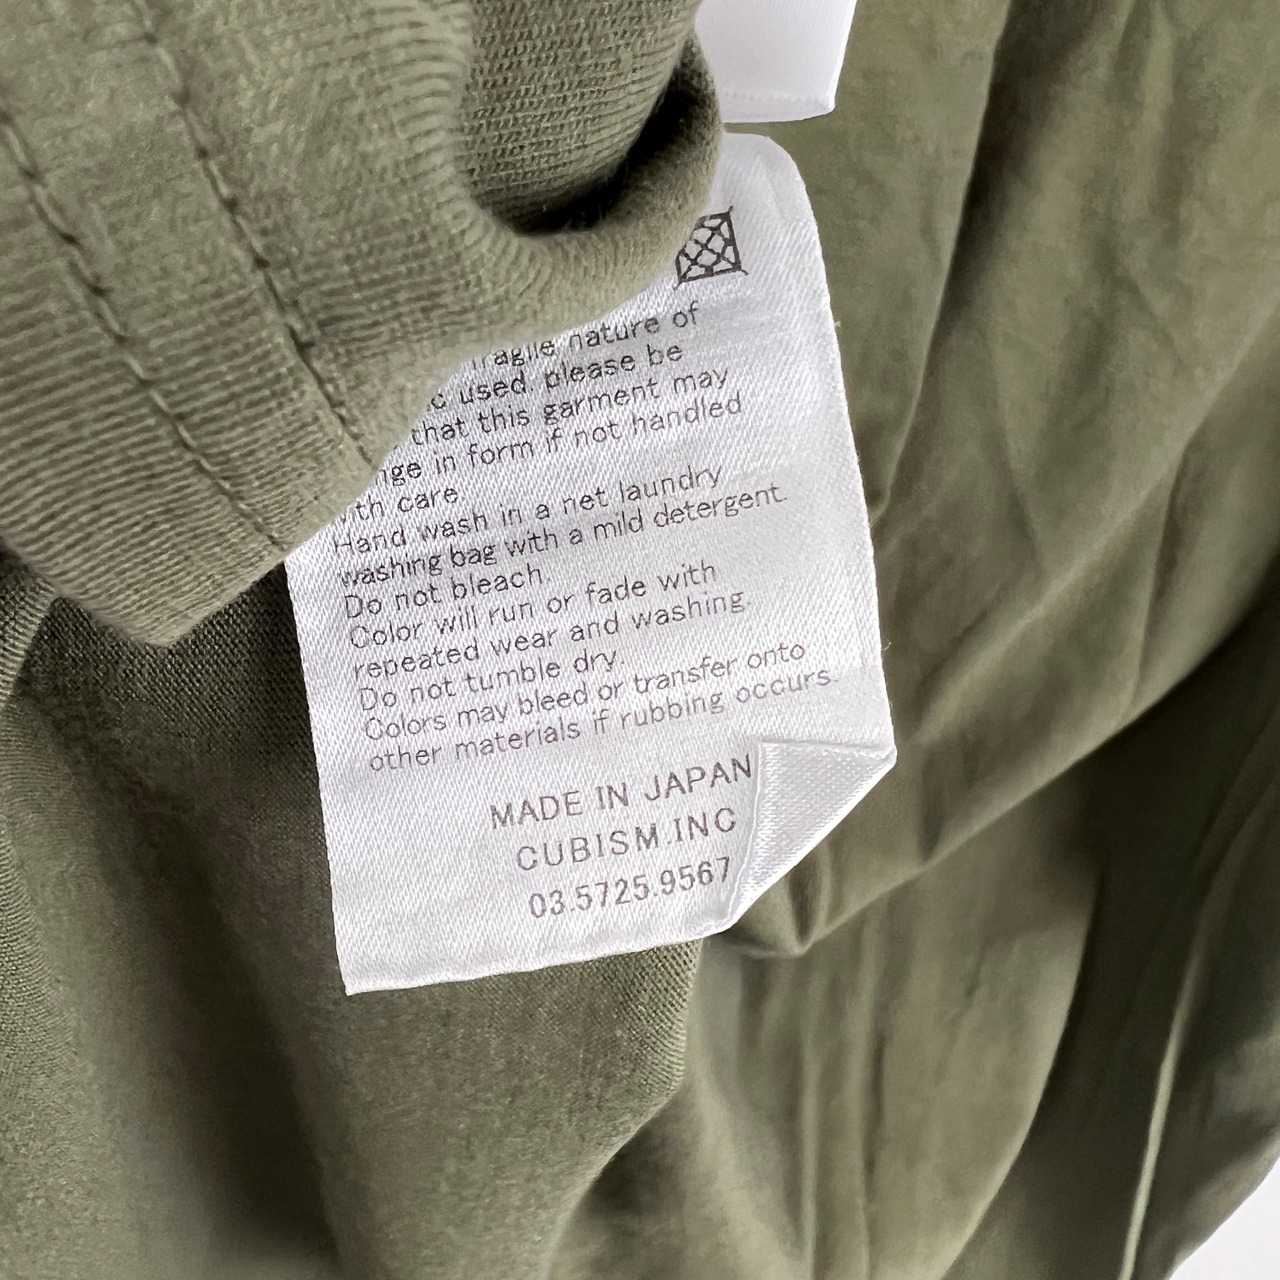 fragile nature of
used, please be
that this garment may
in form if not handled
with care.
Hand wash in a net laundry
washing bag with a mild detergent.
Do not bleach.
Color will run or fade with
repeated wear and washing.
Do not tumble dry.
Colors may bleed or transfer onto
other materials if rubbing occurs.
MADE IN JAPAN
CUBISM.INC
03.5725.9567